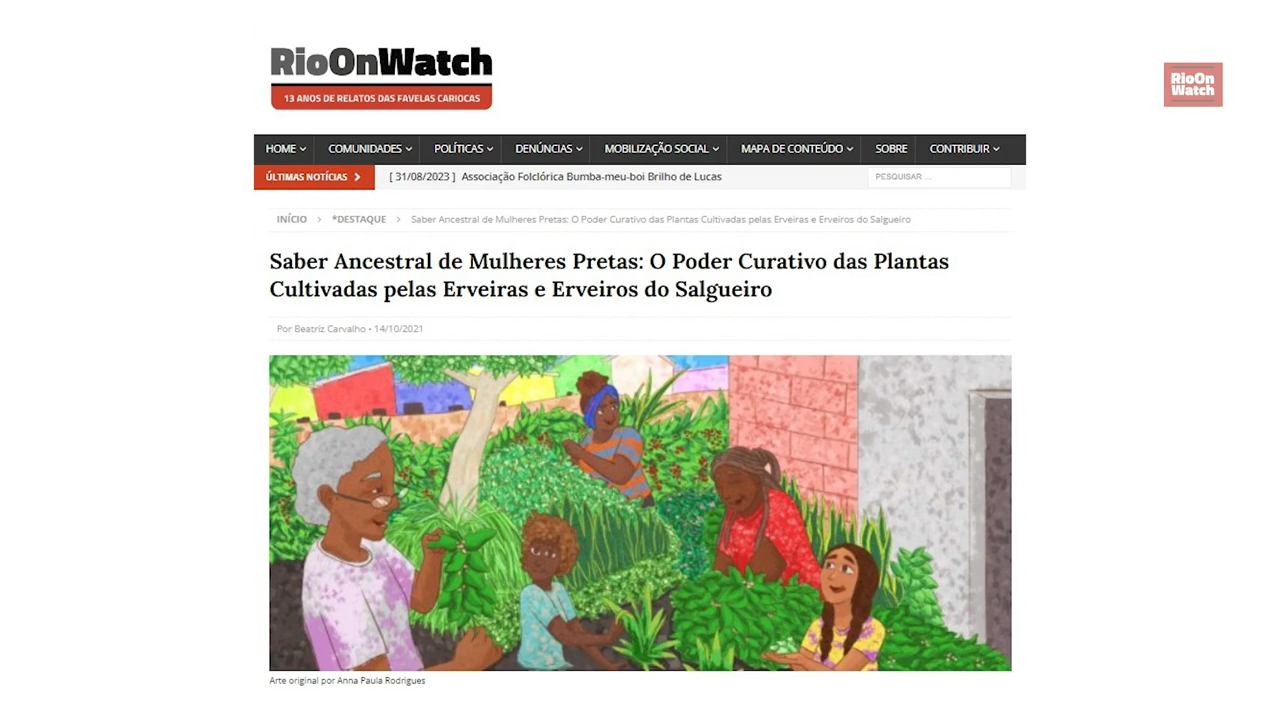 RioOnWatch
13 ANOS DE RELATOS DAS FAVELAS CARIOCAS
RioOn
Watch
HOME COMUNIDADES POLÍTICAS DENÚNCIAS MOBILIZAÇÃO SOCIAL MAPA DE CONTEÚDO SOBRE CONTRIBUIR
ÚLTIMAS NOTÍCIAS [ 31/08/2023 ] Associação Folclórica Bumba-meu-boi Brilho de Lucas PESQUISAR ...
INÍCIO > *DESTAQUE > Saber Ancestral de Mulheres Pretas: O Poder Curativo das Plantas Cultivadas pelas Erveiras e Erveiros do Salgueiro
Saber Ancestral de Mulheres Pretas: O Poder Curativo das Plantas
Cultivadas pelas Erveiras e Erveiros do Salgueiro
Por Beatriz Carvalho • 14/10/2021
Arte original por Anna Paula Rodrigues